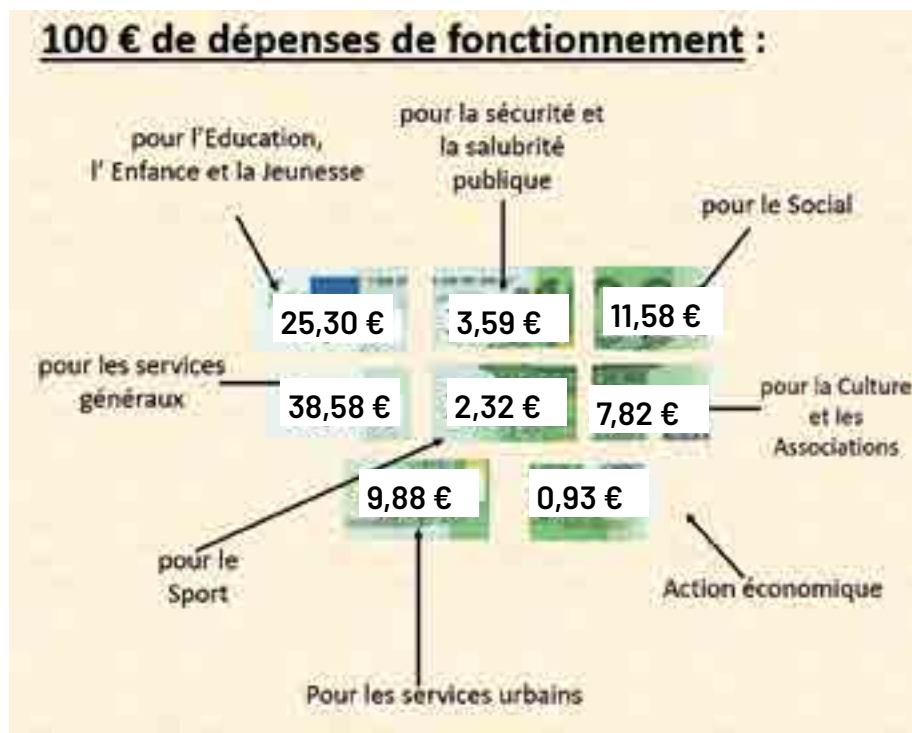 100 € de dépenses de fonctionnement :
pour l'Education,
l' Enfance et la Jeunesse
pour la sécurité et
la salubrité
publique
pour le Social
25,30 €
3,59 €
11,58 €
pour les services
généraux
38,58 €
2,32 €
7,82 €
pour la Culture
et les
Associations
9,88 €
0,93 €
pour le
Sport
Action économique
Pour les services urbains